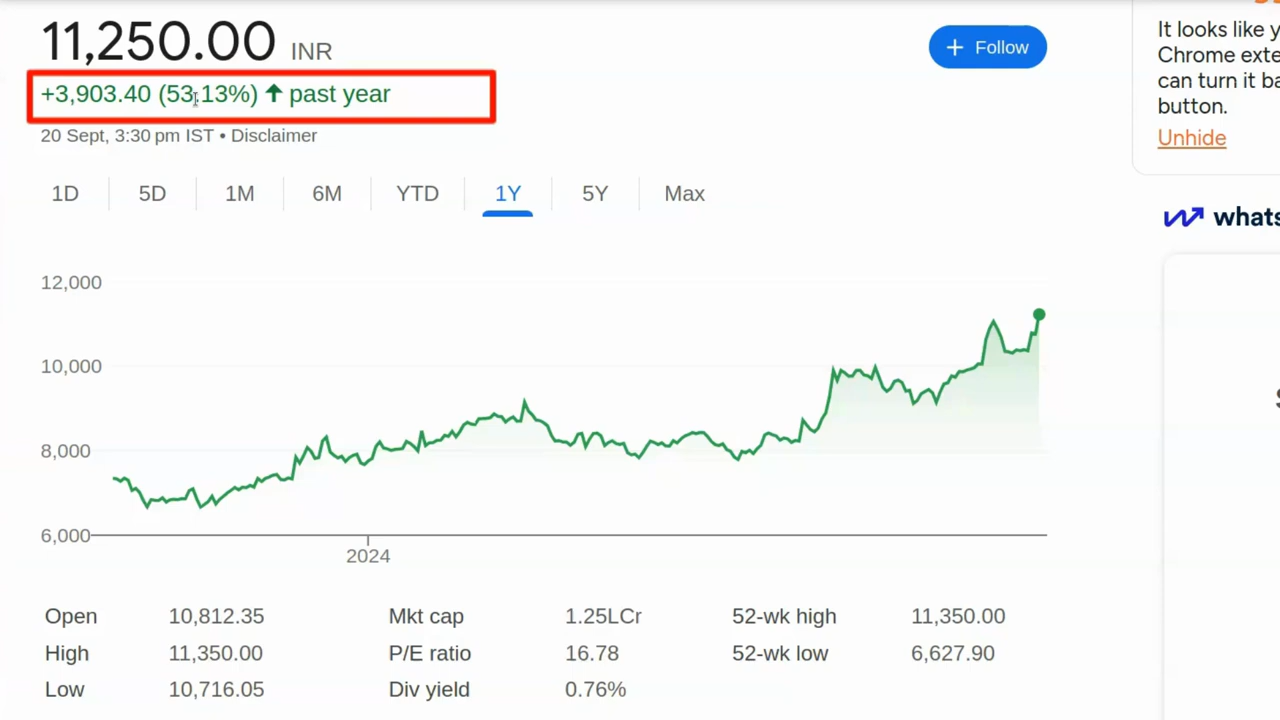 11,250.00 INR
+ Follow
+3,903.40 (53.13%) ↑ past year
20 Sept, 3:30 pm IST • Disclaimer
1D 5D 1M 6M YTD 1Y 5Y Max
12,000
10,000
8,000
6,000
2024
Open 10,812.35 Mkt cap 1.25LCr 52-wk high 11,350.00
High 11,350.00 P/E ratio 16.78 52-wk low 6,627.90
Low 10,716.05 Div yield 0.76%
It looks like y
Chrome exte
can turn it ba
button.
Unhide
whats